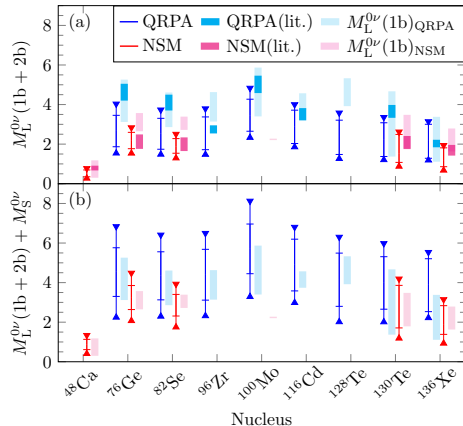 (a)
QRPA QRPA(lit.) M_L^{0ν}(1b)_{QRPA}
NSM NSM(lit.) M_L^{0ν}(1b)_{NSM}
M_L^{0ν}(1b + 2b)
8
6
4
2
0
(b)
M_L^{0ν}(1b + 2b) + M_S^{0ν}
8
6
4
2
0
⁴⁸Ca ⁷⁶Ge ⁸²Se ⁹⁶Zr ¹⁰⁰Mo ¹¹⁶Cd ¹²⁸Te ¹³⁰Te ¹³⁶Xe
Nucleus